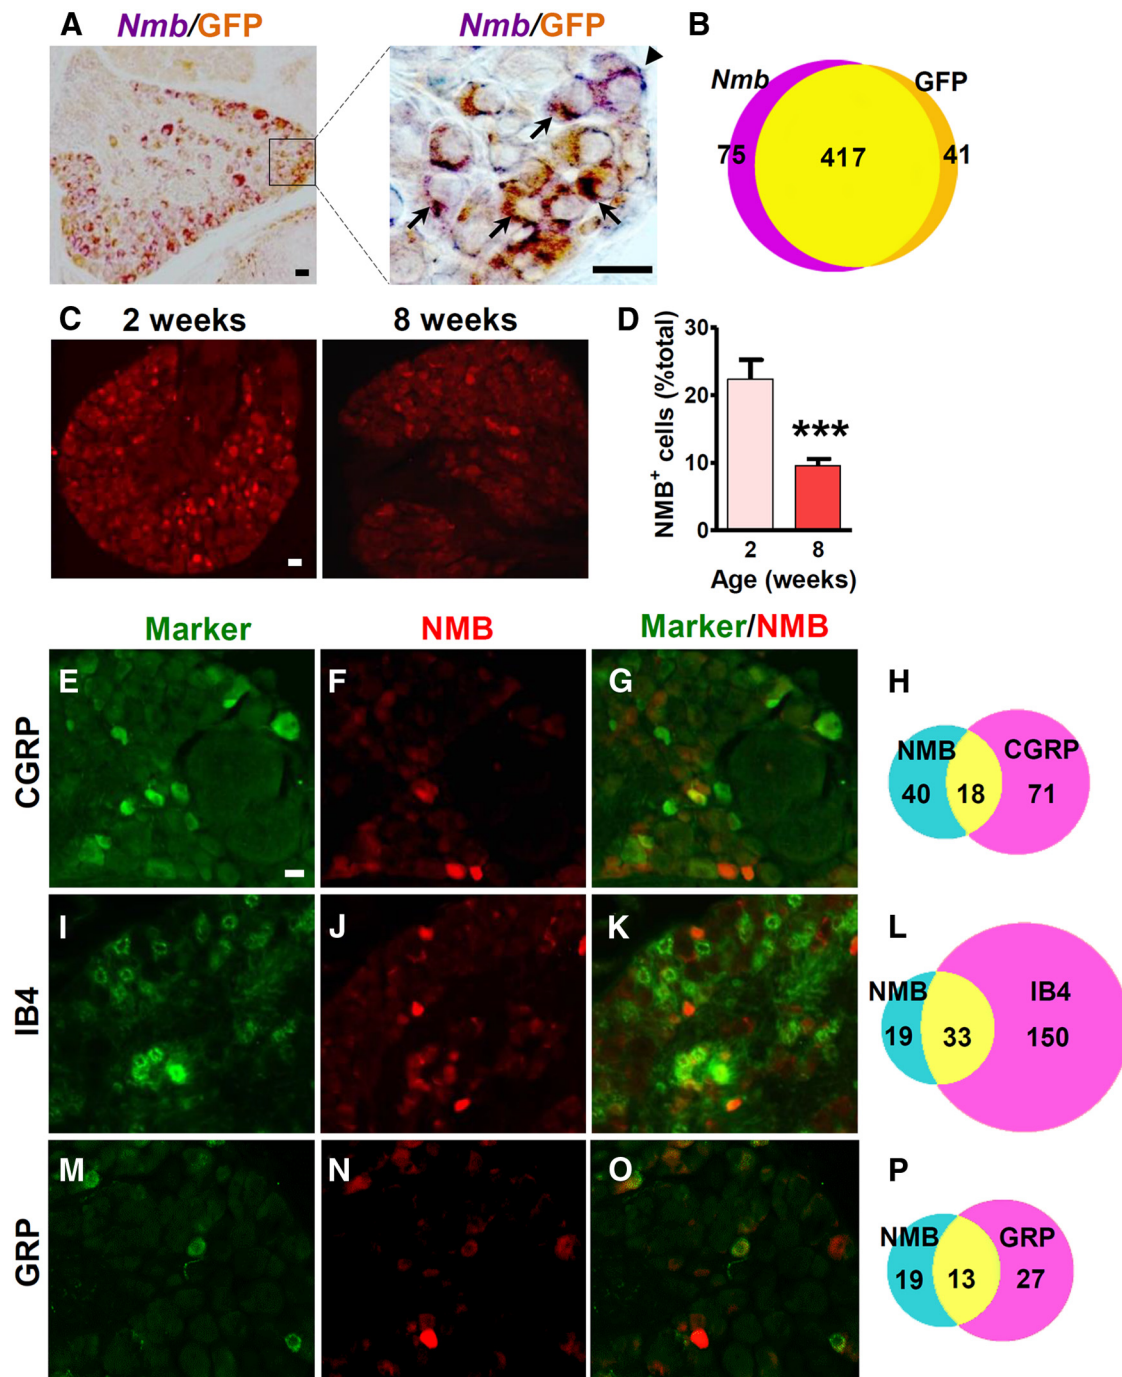 A
Nmb/GFP
Nmb/GFP
B
Nmb
GFP
75
417
41
C
2 weeks
8 weeks
D
NMB+ cells (%total)
30
20
10
0
***
2
8
Age (weeks)
Marker
NMB
Marker/NMB
CGRP
E
F
G
H
NMB
CGRP
40
18
71
IB4
I
J
K
L
NMB
IB4
19
33
150
GRP
M
N
O
P
NMB
GRP
19
13
27